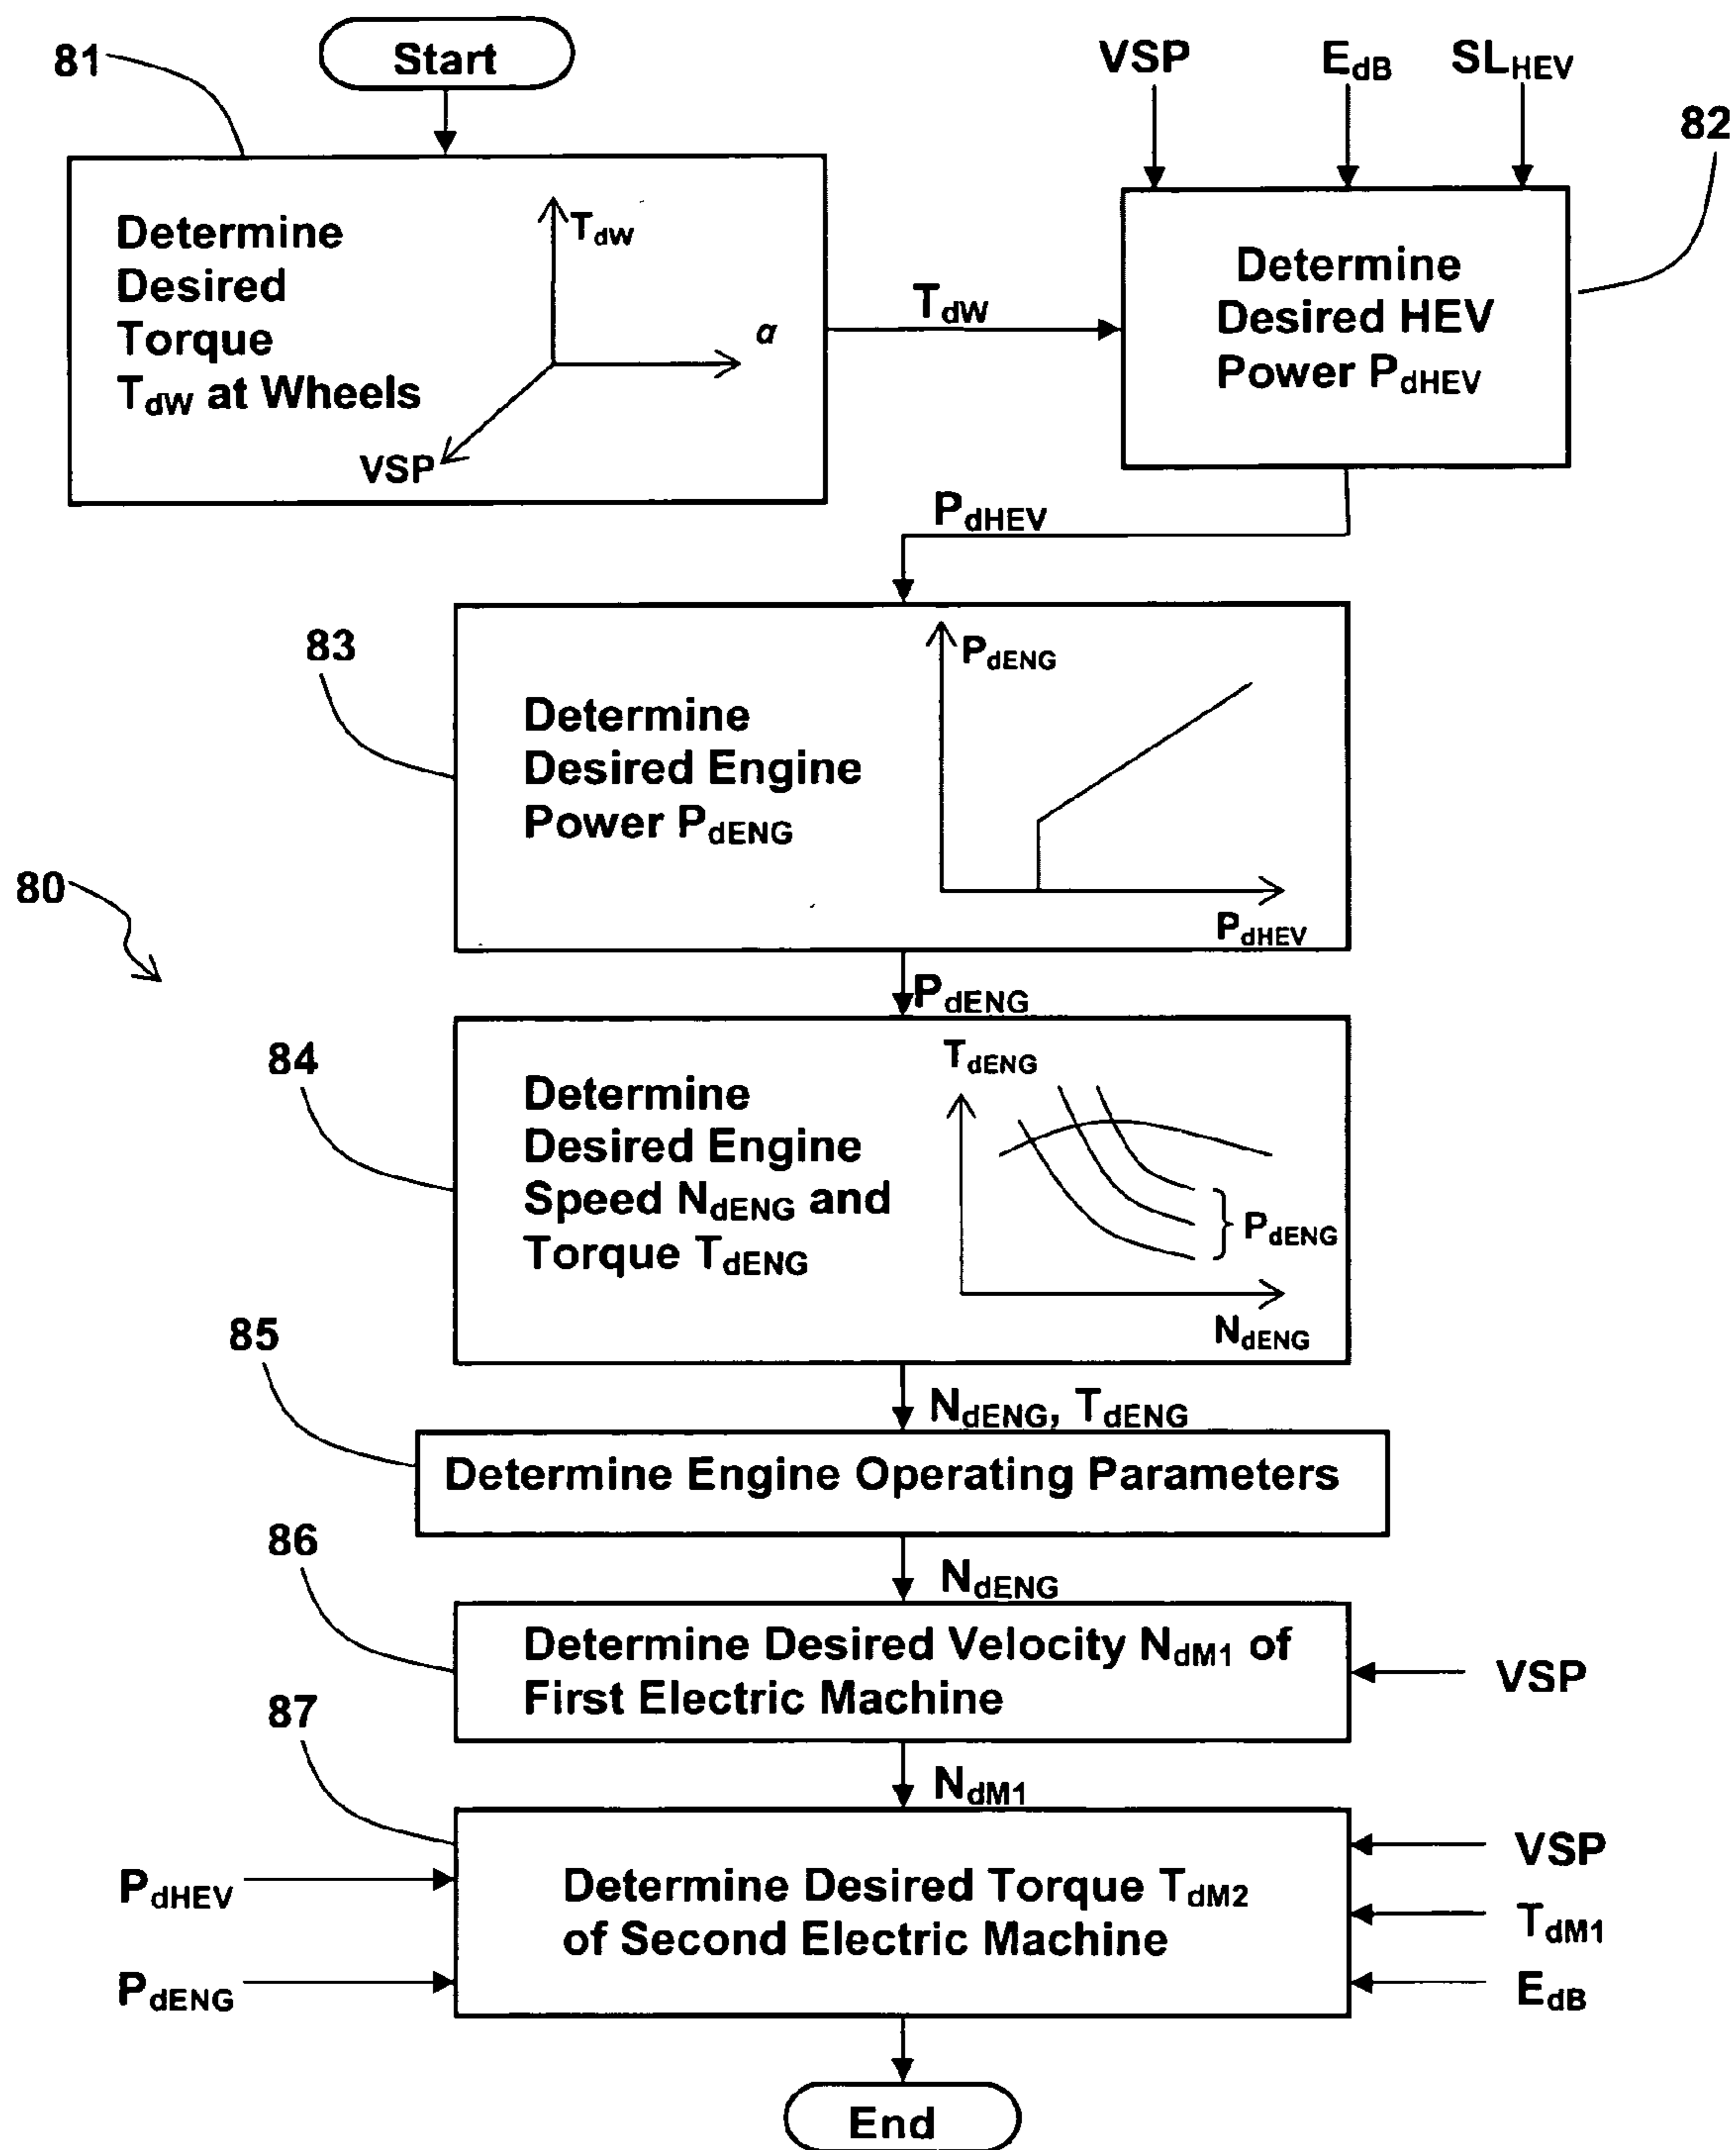 81
Start
VSP
EdB
SLHEV
82
Determine
Desired
Torque
TdW at Wheels
TdW
α
VSP
TdW
Determine
Desired HEV
Power PdHEV
PdHEV
83
Determine
Desired Engine
Power PdENG
PdENG
PdHEV
80
PdENG
84
Determine
Desired Engine
Speed NdENG and
Torque TdENG
TdENG
PdENG
NdENG
85
NdENG, TdENG
Determine Engine Operating Parameters
86
NdENG
Determine Desired Velocity NdM1 of
First Electric Machine
VSP
87
NdM1
PdHEV
PdENG
Determine Desired Torque TdM2
of Second Electric Machine
VSP
TdM1
EdB
End